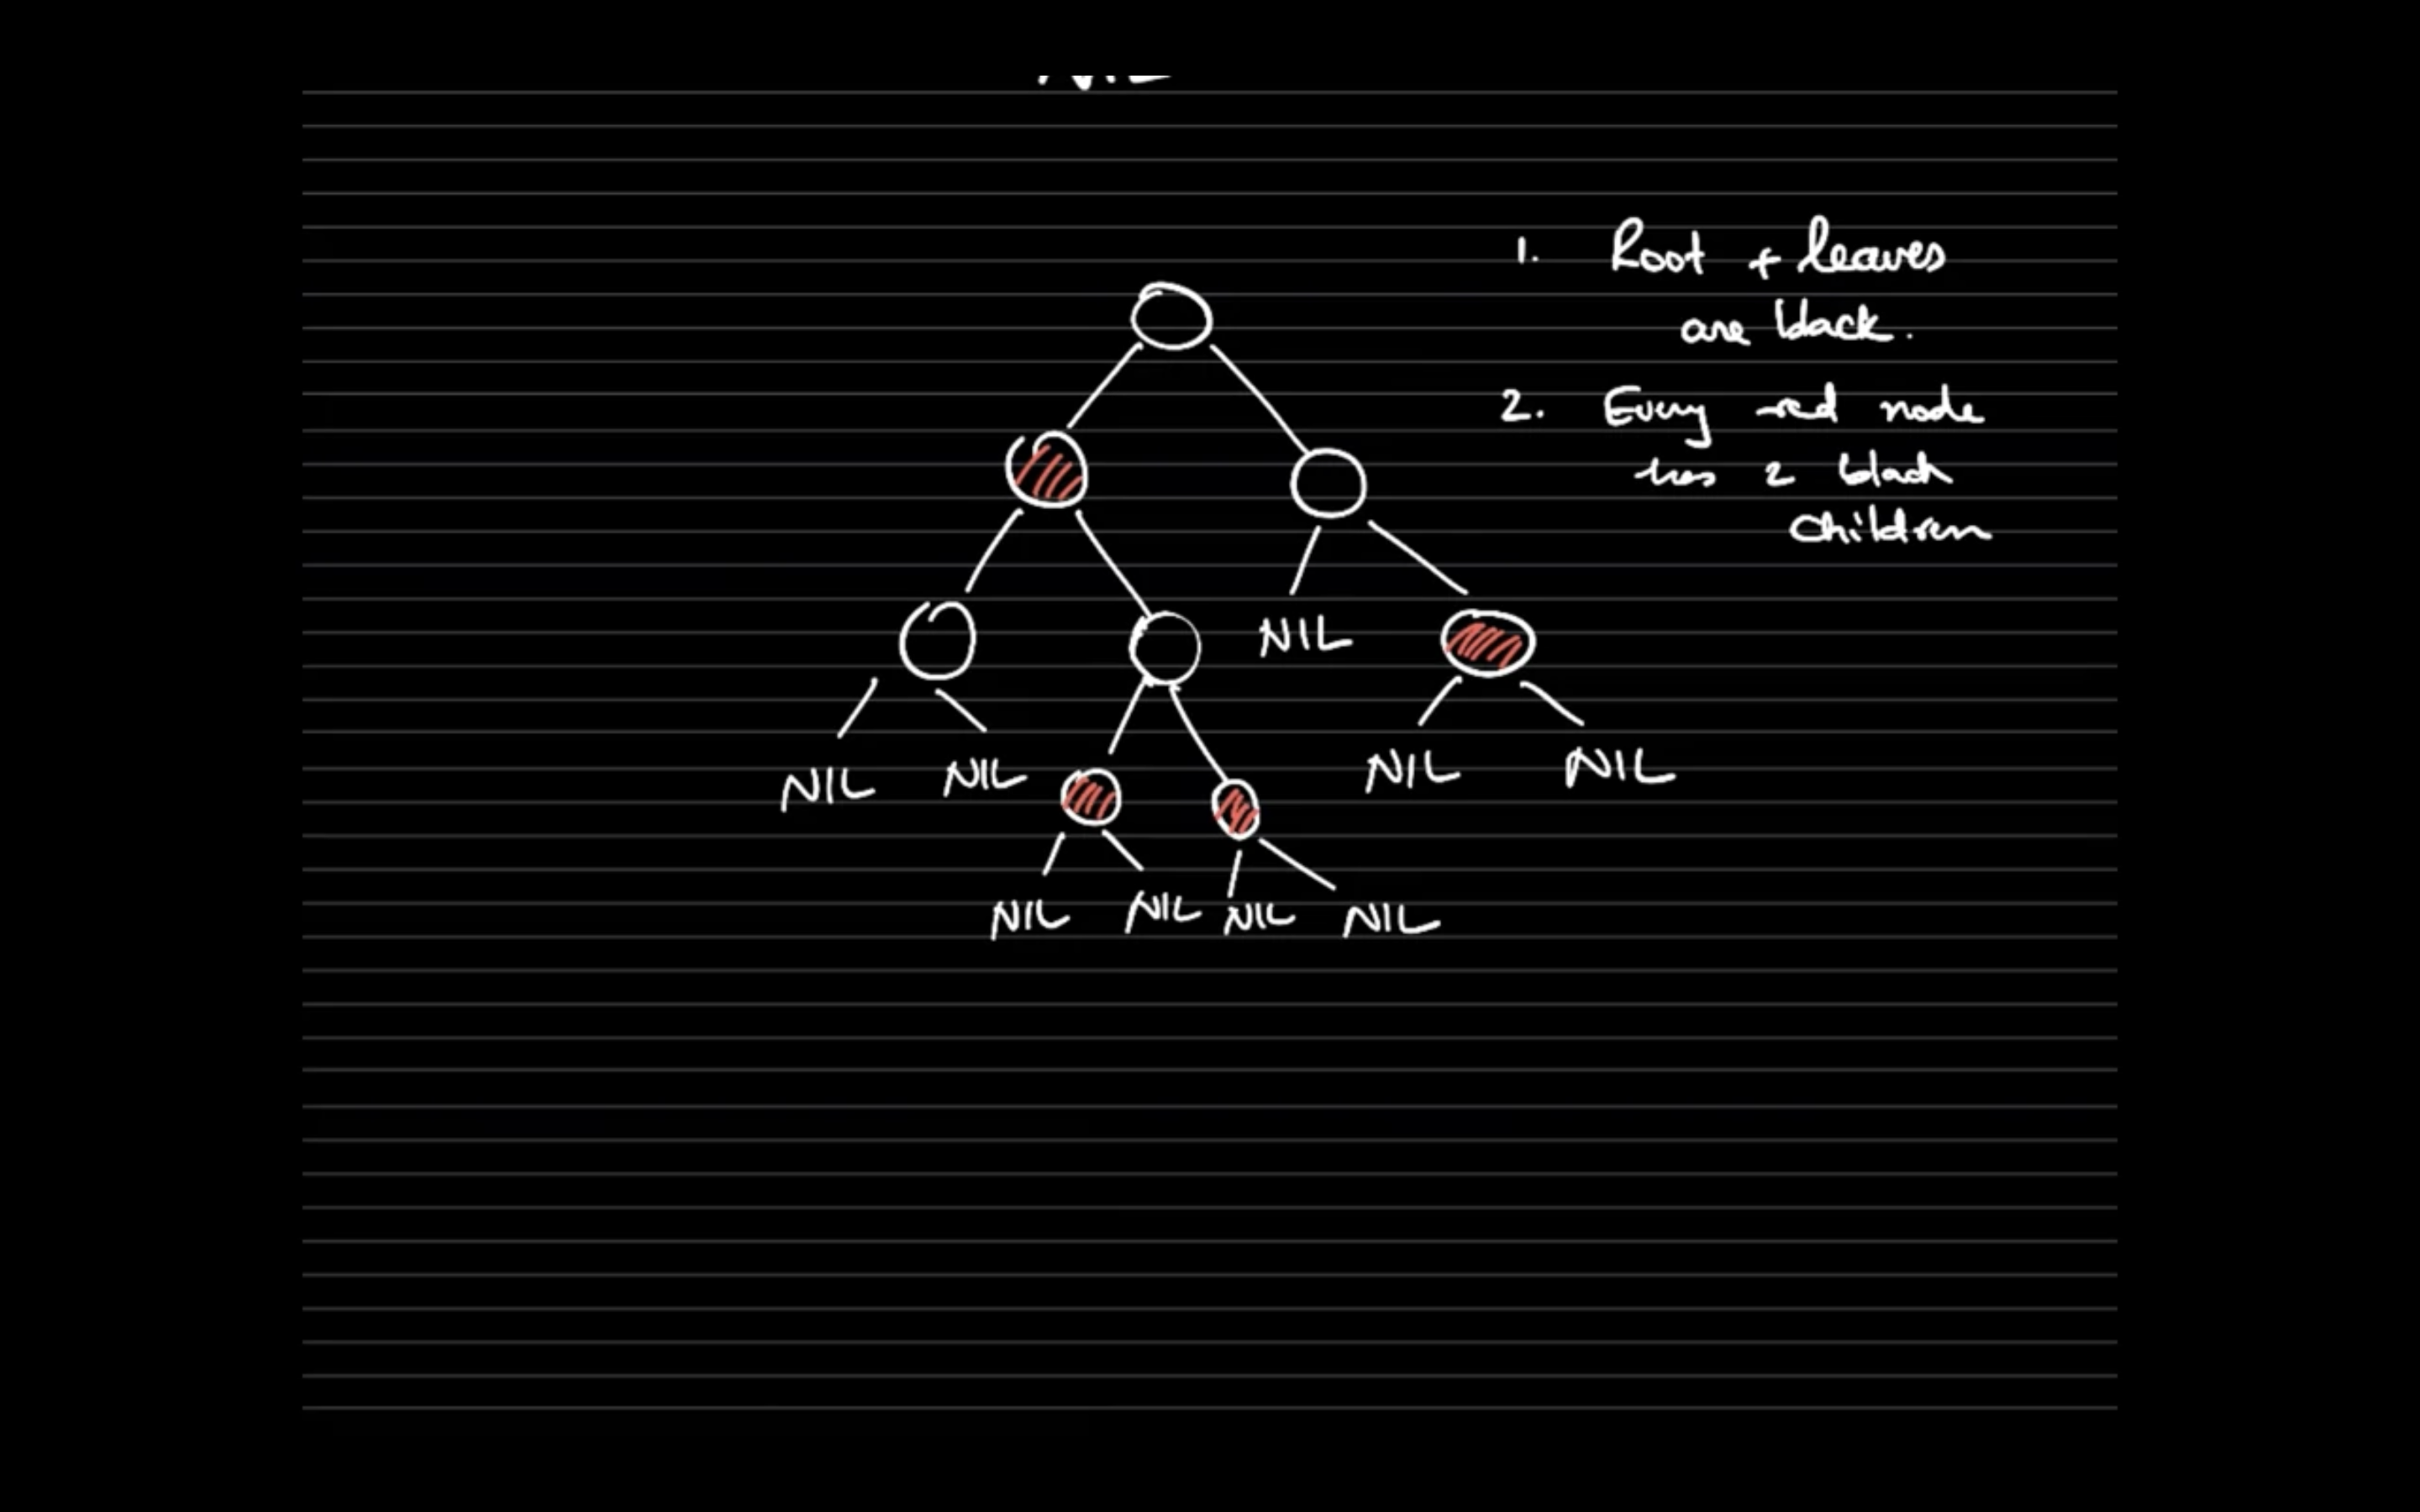 1. Root + leaves
are black.
2. Every red node
has 2 black
children
NIL
NIL
NIL
NIL
NIL
NIL
NIL
NIL
NIL